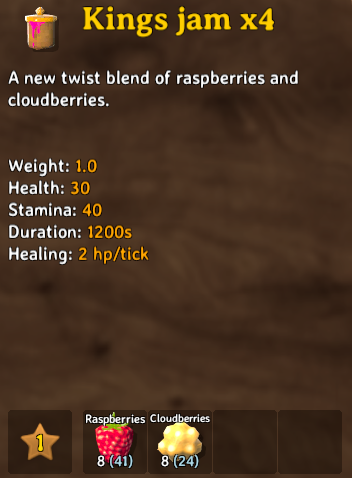 Kings jam x4
A new twist blend of raspberries and
cloudberries.
Weight: 1.0
Health: 30
Stamina: 40
Duration: 1200s
Healing: 2 hp/tick
1
Raspberries
8 (41)
Cloudberries
8 (24)